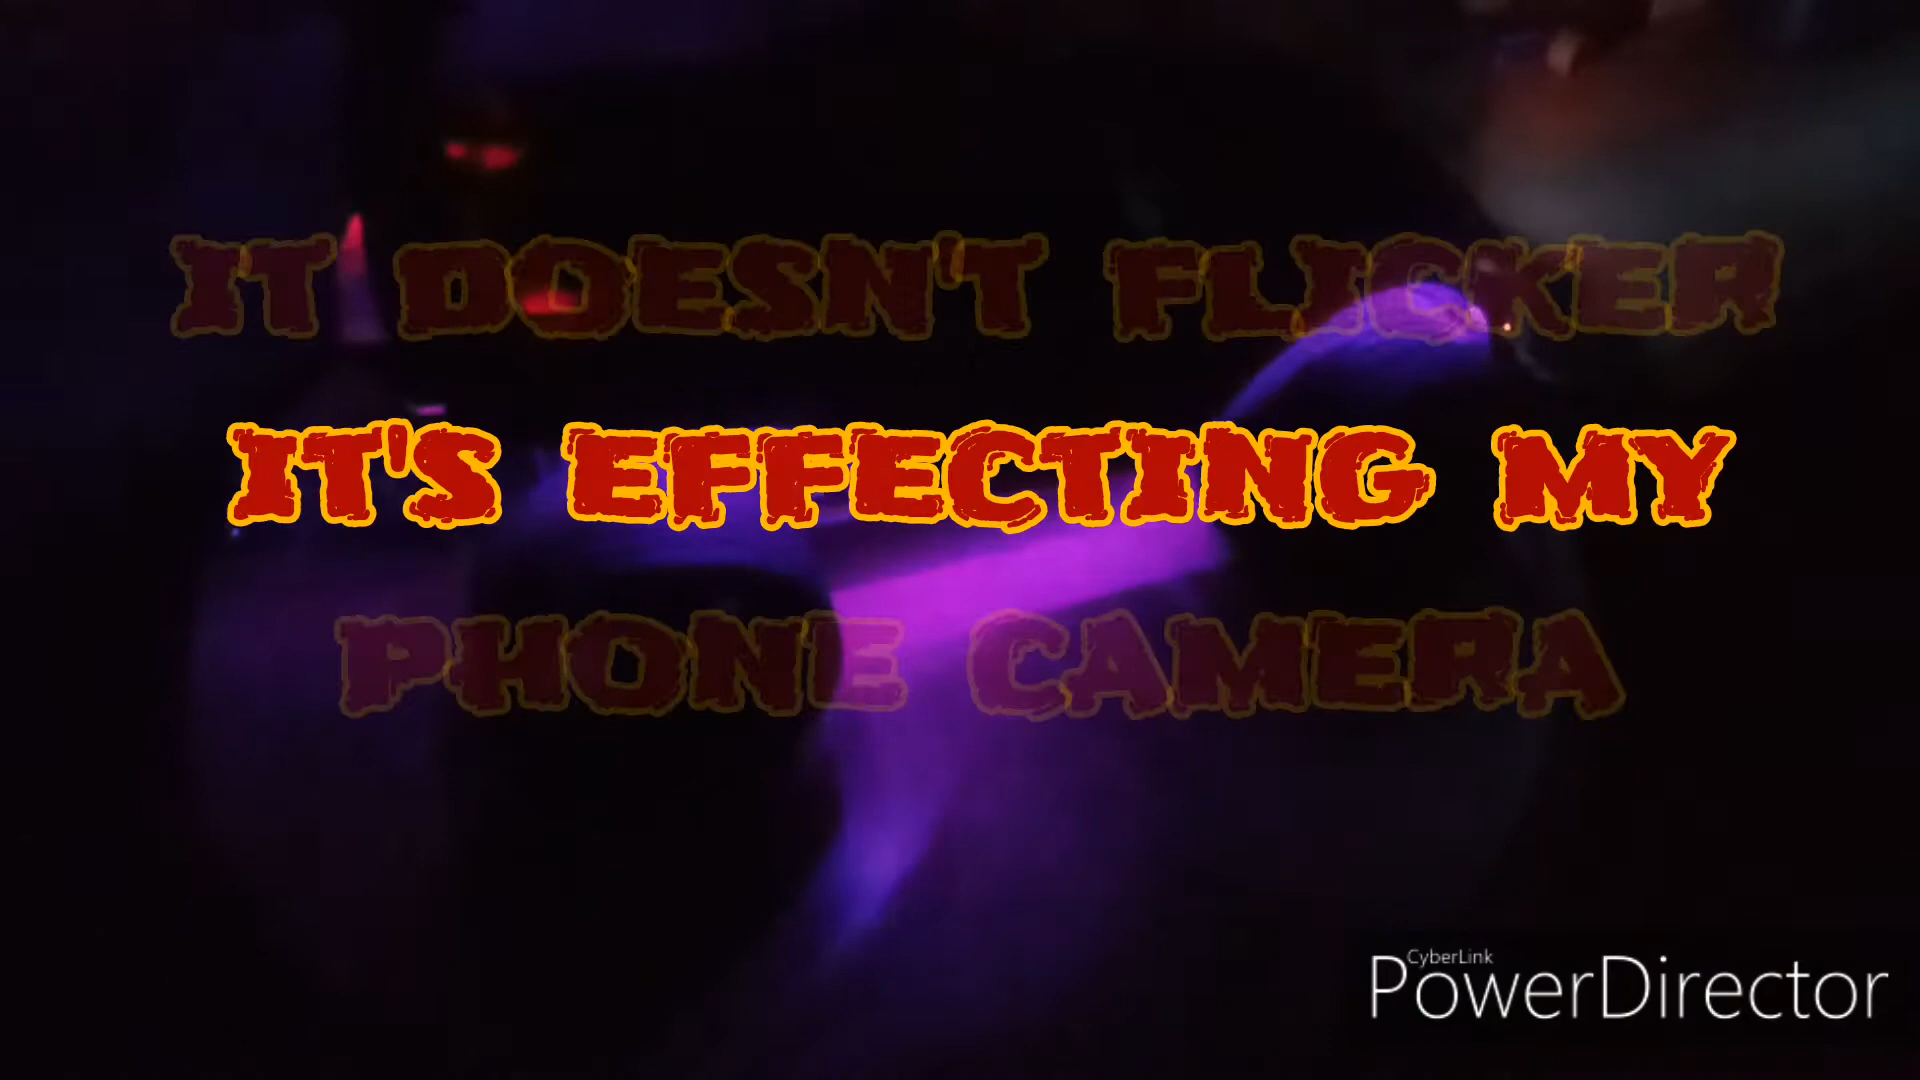 IT DOESN'T FLICKER
IT'S EFFECTING MY
PHONE CAMERA
CyberLink
PowerDirector